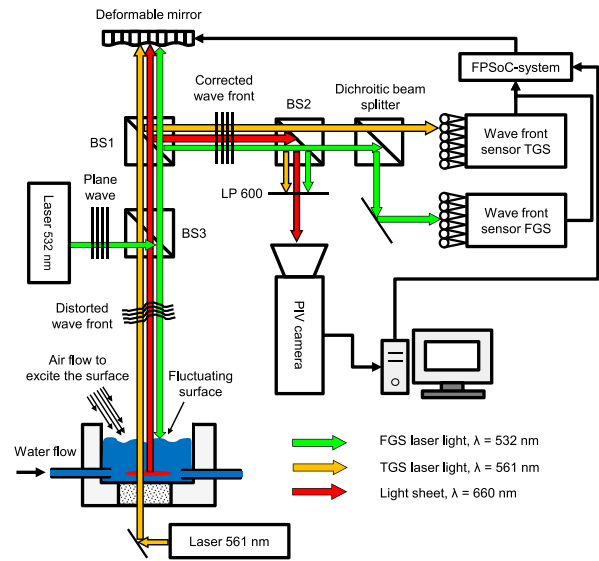 Deformable mirror
FPSoC-system
Corrected
wave front
BS2
Dichroitic beam
splitter
BS1
Wave front
sensor TGS
Plane
wave
LP 600
Laser 532 nm
BS3
Wave front
sensor FGS
Distorted
wave front
PIV camera
Air flow to
excite the surface
Fluctuating
surface
Water flow
FGS laser light, λ = 532 nm
TGS laser light, λ = 561 nm
Light sheet, λ = 660 nm
Laser 561 nm